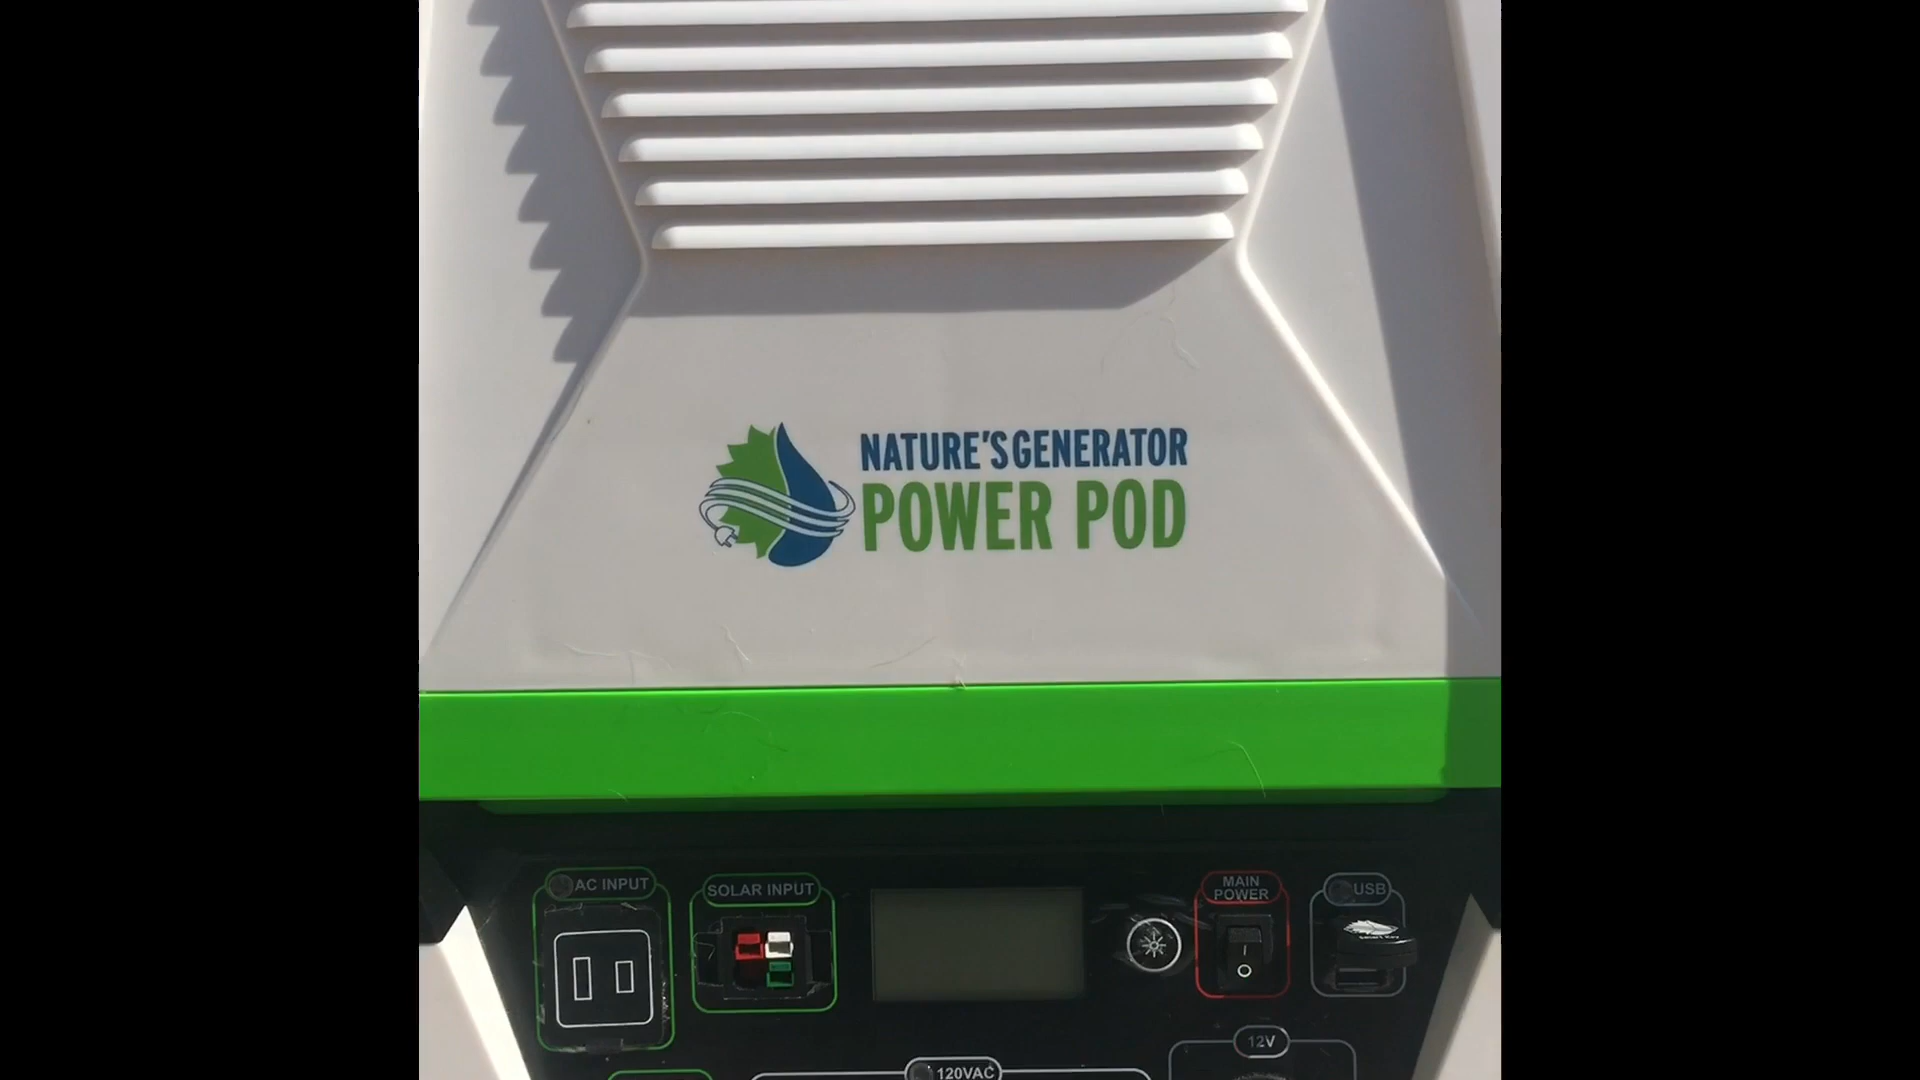 NATURE'S GENERATOR
POWER POD
AC INPUT
SOLAR INPUT
MAIN
POWER
USB
12V
120VAC